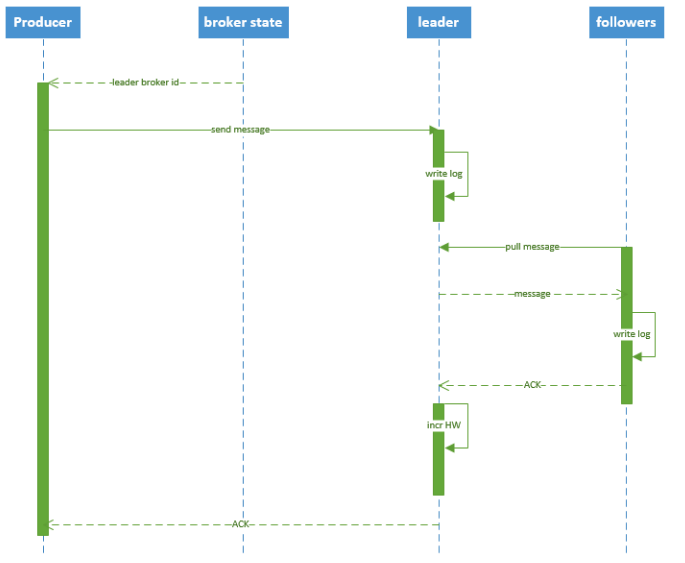 Producer
broker state
leader
followers
leader broker id
send message
write log
pull message
message
write log
ACK
incr HW
ACK